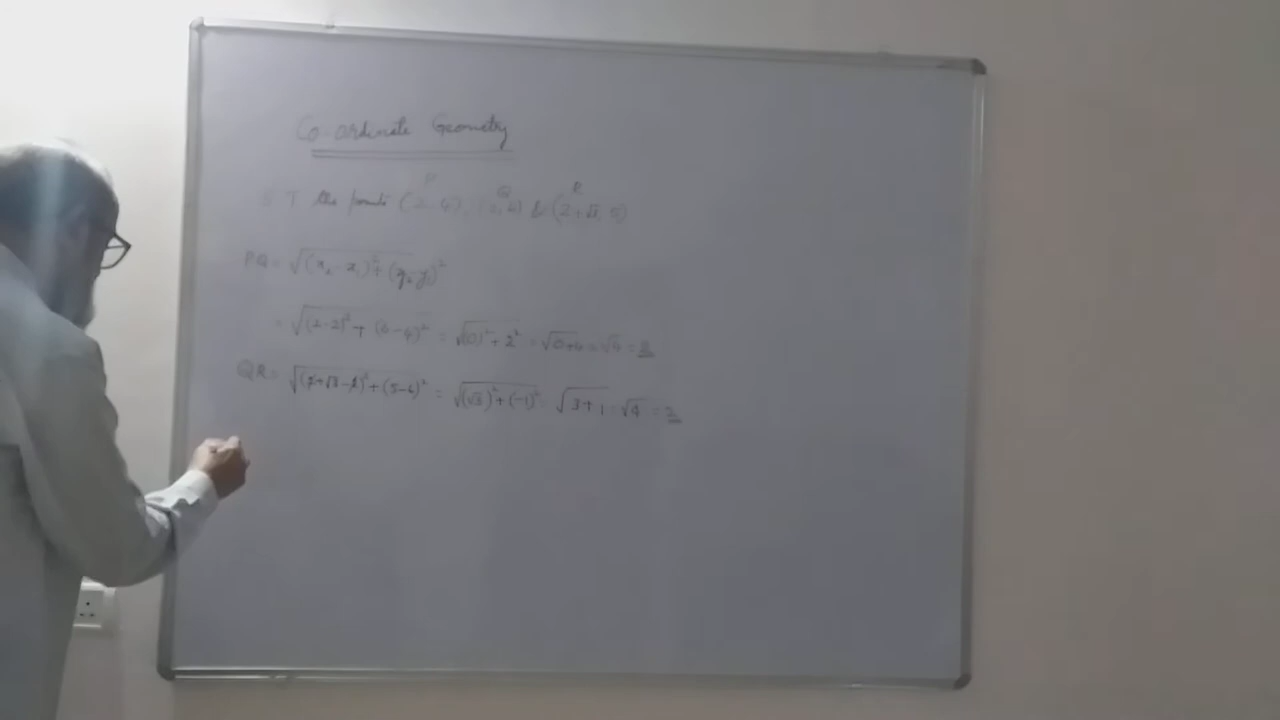 Co-ordinate Geometry
P Q R
S T the points (2, 4), (2, 6) & (2+√3, 5)
PQ = √(x₂ - x₁)² + (y₂ - y₁)²
= √(2-2)² + (6-4)² = √(0)² + 2² = √0+4 = √4 = 2
QR = √(2+√3-2)² + (5-6)² = √(√3)² + (-1)² = √3+1 = √4 = 2